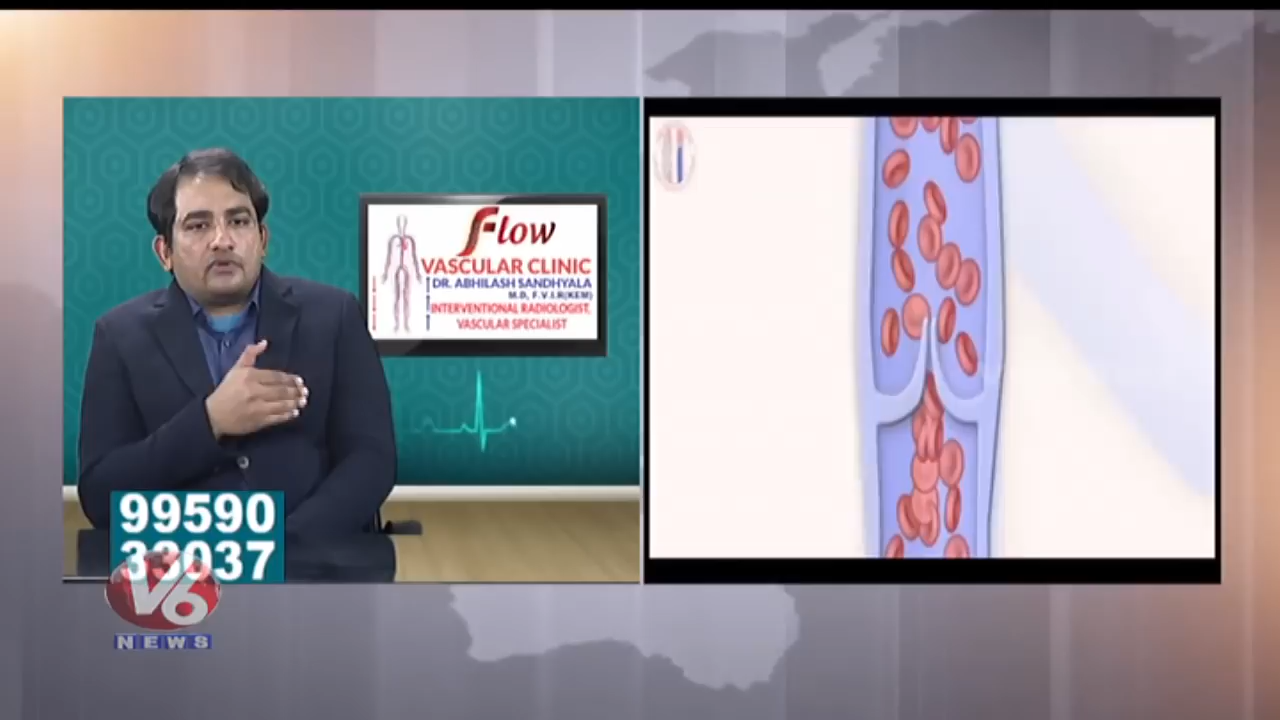 Flow
VASCULAR CLINIC
DR. ABHILASH SANDHYALA
M.D, F.V.I.R(KEM)
INTERVENTIONAL RADIOLOGIST,
VASCULAR SPECIALIST
99590
33037
V6
NEWS